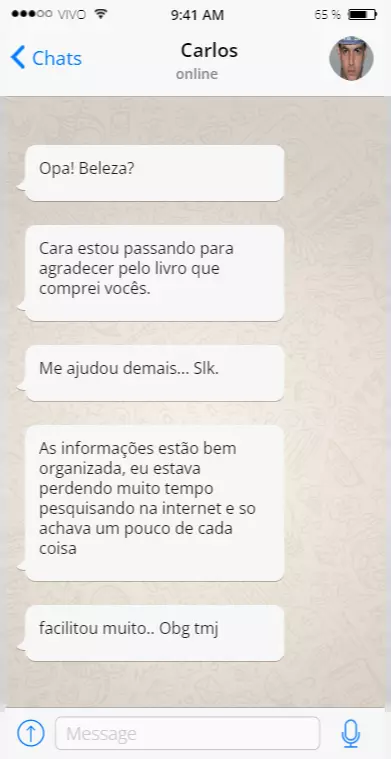 VIVO 9:41 AM 65 %
Chats Carlos
online
Opa! Beleza?
Cara estou passando para
agradecer pelo livro que
comprei vocês.
Me ajudou demais... Slk.
As informações estão bem
organizada, eu estava
perdendo muito tempo
pesquisando na internet e so
achava um pouco de cada
coisa
facilitou muito.. Obg tmj
Message